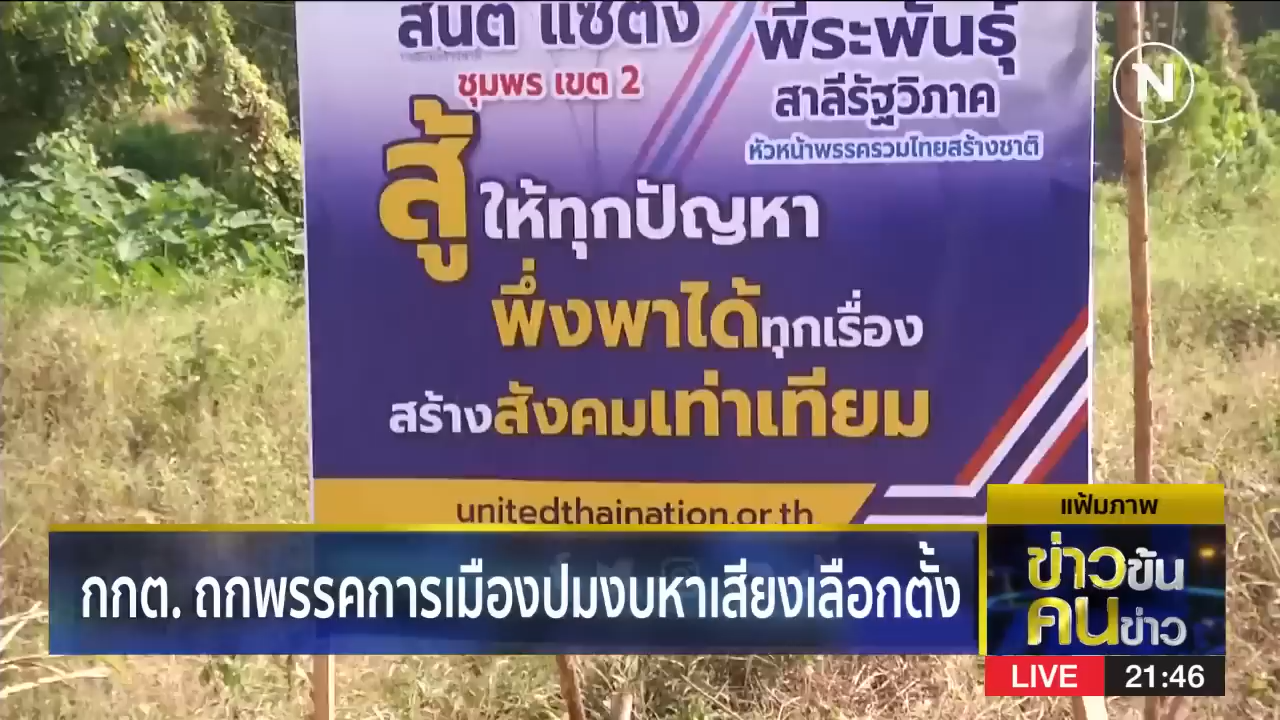 สันต์ แซ่ตั้ง
ชุมพร เขต 2
พีระพันธุ์
สาลีรัฐวิภาค
หัวหน้าพรรครวมไทยสร้างชาติ
N
สู้ ให้ทุกปัญหา
พึ่งพาได้ทุกเรื่อง
สร้างสังคมเท่าเทียม
unitedthaination.or.th
แฟ้มภาพ
กกต. ถกพรรคการเมืองปมงบหาเสียงเลือกตั้ง
ข่าวข้น
คนข่าว
LIVE 21:46